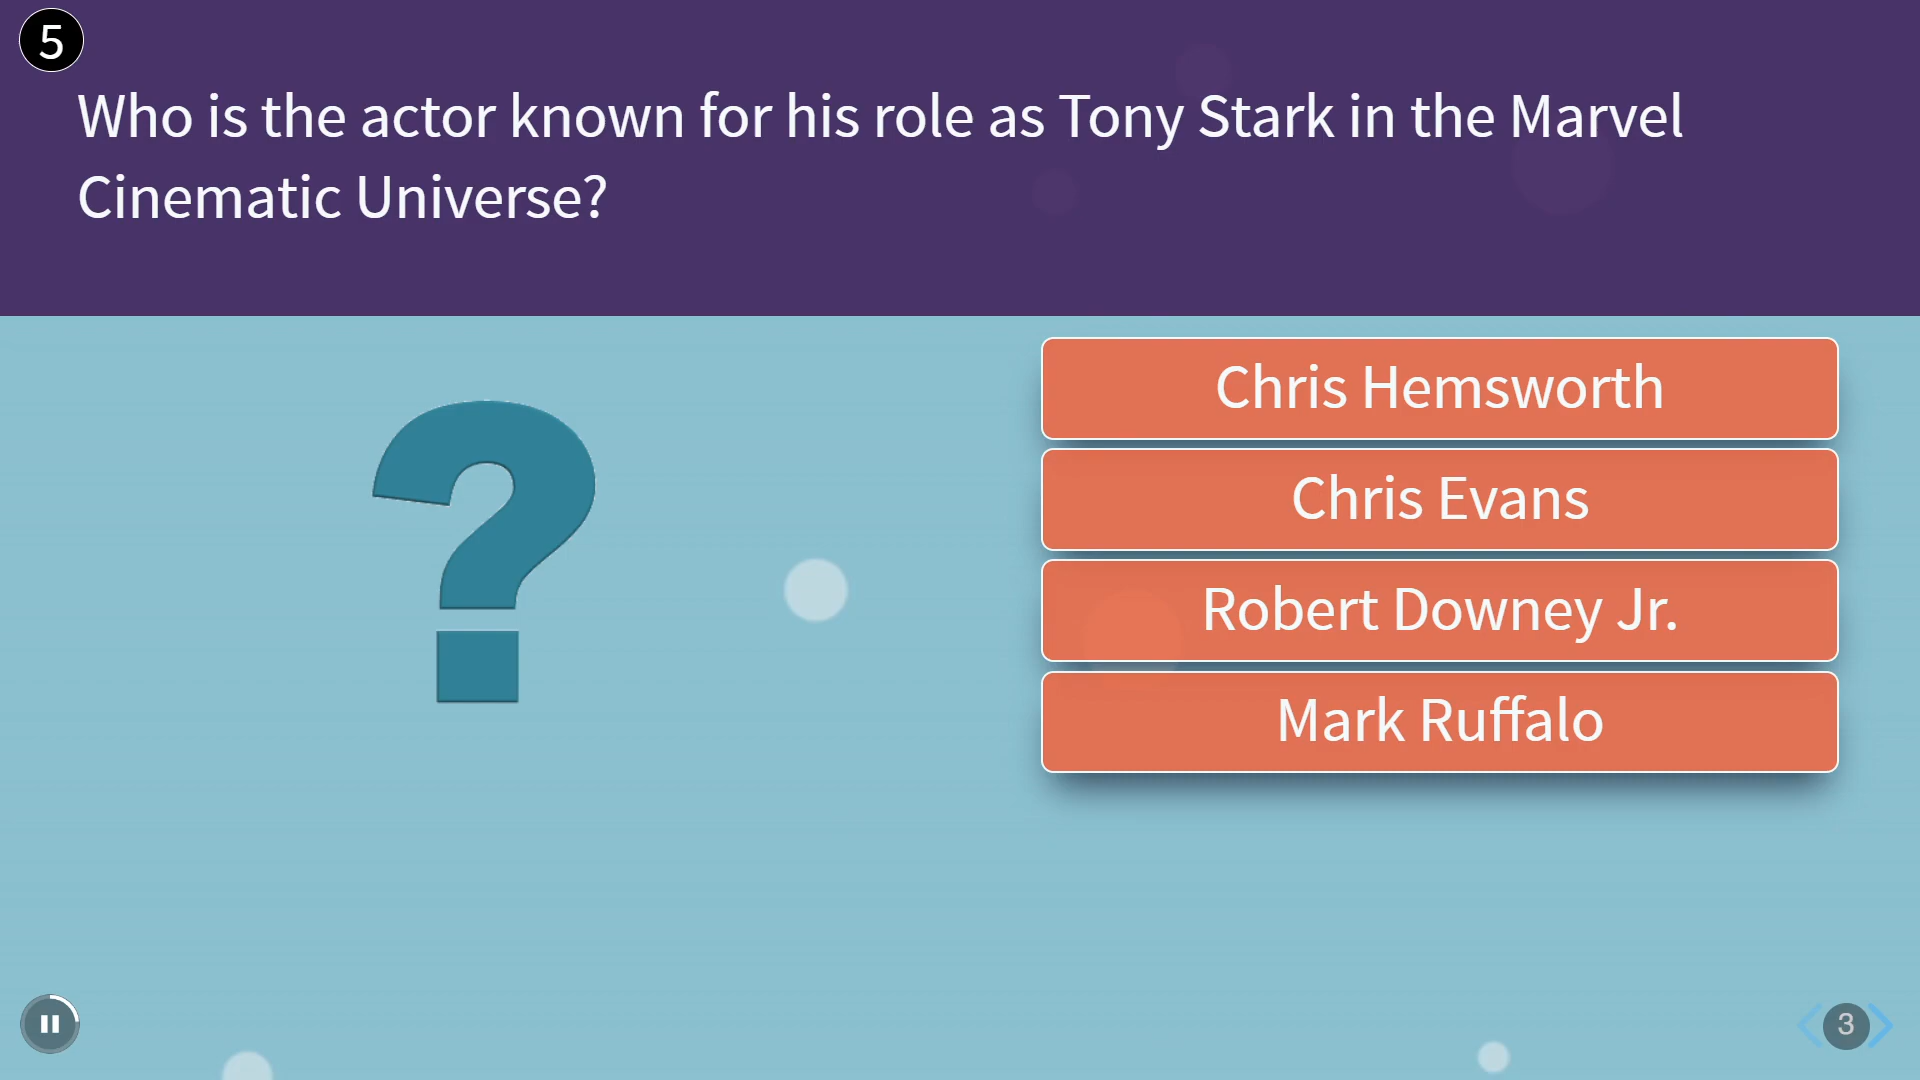 5
Who is the actor known for his role as Tony Stark in the Marvel
Cinematic Universe?
?
Chris Hemsworth
Chris Evans
Robert Downey Jr.
Mark Ruffalo
3